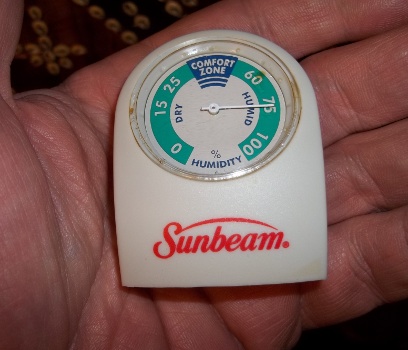 COMFORT
ZONE
0 15 25 60 75 100
DRY HUMID
%
HUMIDITY
Sunbeam®